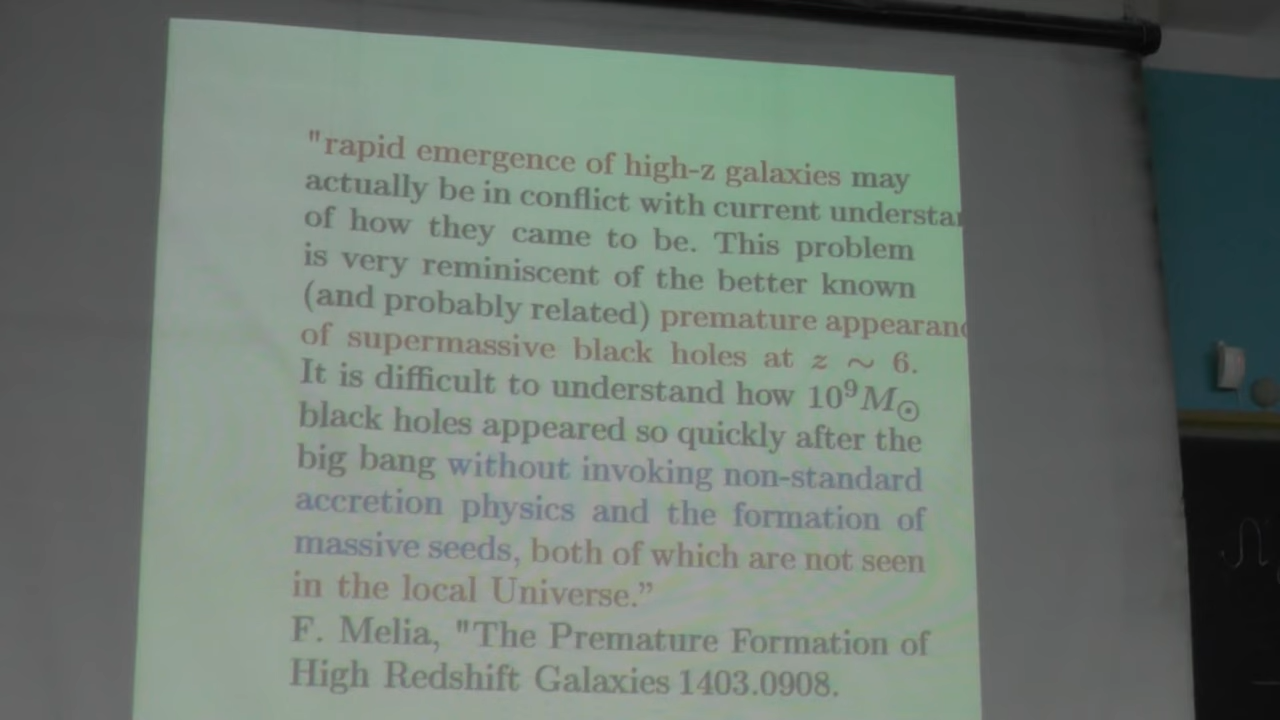 "rapid emergence of high-z galaxies may
actually be in conflict with current understan
of how they came to be. This problem
is very reminiscent of the better known
(and probably related) premature appearanc
of supermassive black holes at z ∼ 6.
It is difficult to understand how 10⁹M⊙
black holes appeared so quickly after the
big bang without invoking non-standard
accretion physics and the formation of
massive seeds, both of which are not seen
in the local Universe.”
F. Melia, "The Premature Formation of
High Redshift Galaxies 1403.0908.